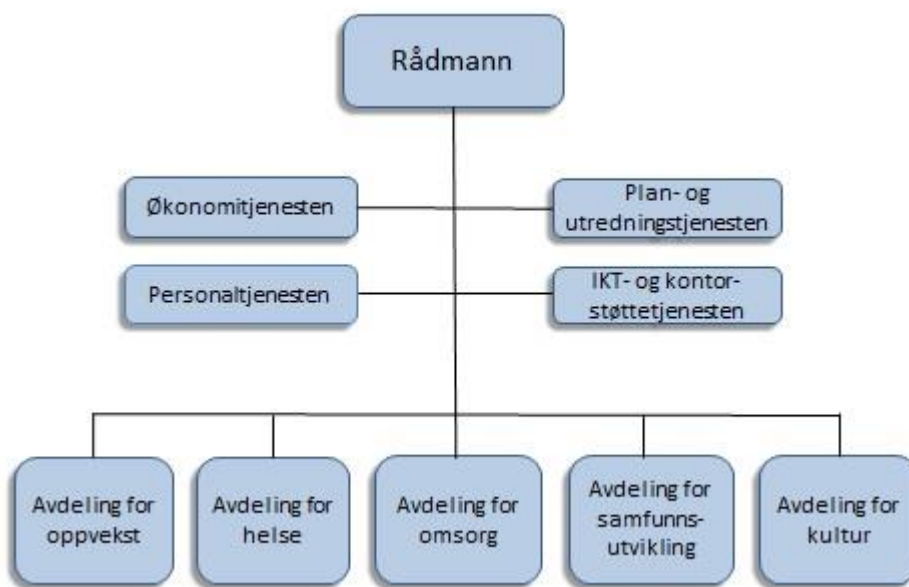 Rådmann
Økonomitjenesten
Plan- og
utredningstjenesten
Personaltjenesten
IKT- og kontor-
støttetjenesten
Avdeling for
oppvekst
Avdeling for
helse
Avdeling for
omsorg
Avdeling for
samfunns-
utvikling
Avdeling for
kultur